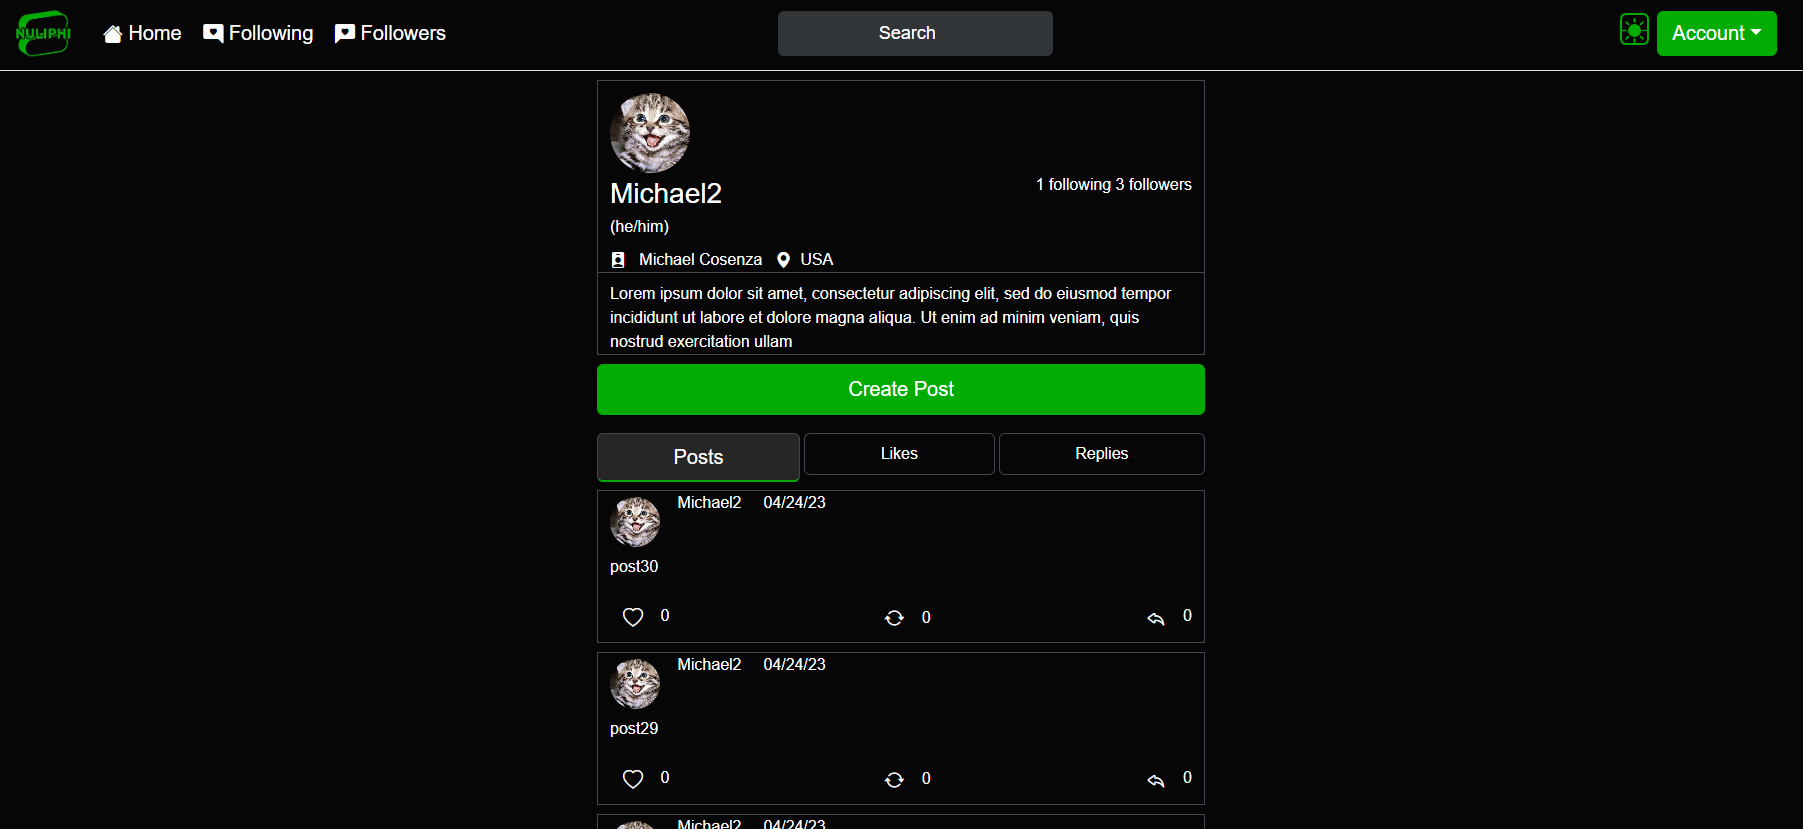 NULIPHI
Home Following Followers
Search
Account
Michael2
1 following 3 followers
(he/him)
Michael Cosenza USA
Lorem ipsum dolor sit amet, consectetur adipiscing elit, sed do eiusmod tempor
incididunt ut labore et dolore magna aliqua. Ut enim ad minim veniam, quis
nostrud exercitation ullam
Create Post
Posts Likes Replies
Michael2 04/24/23
post30
0 0 0
Michael2 04/24/23
post29
0 0 0
Michael2 04/24/23